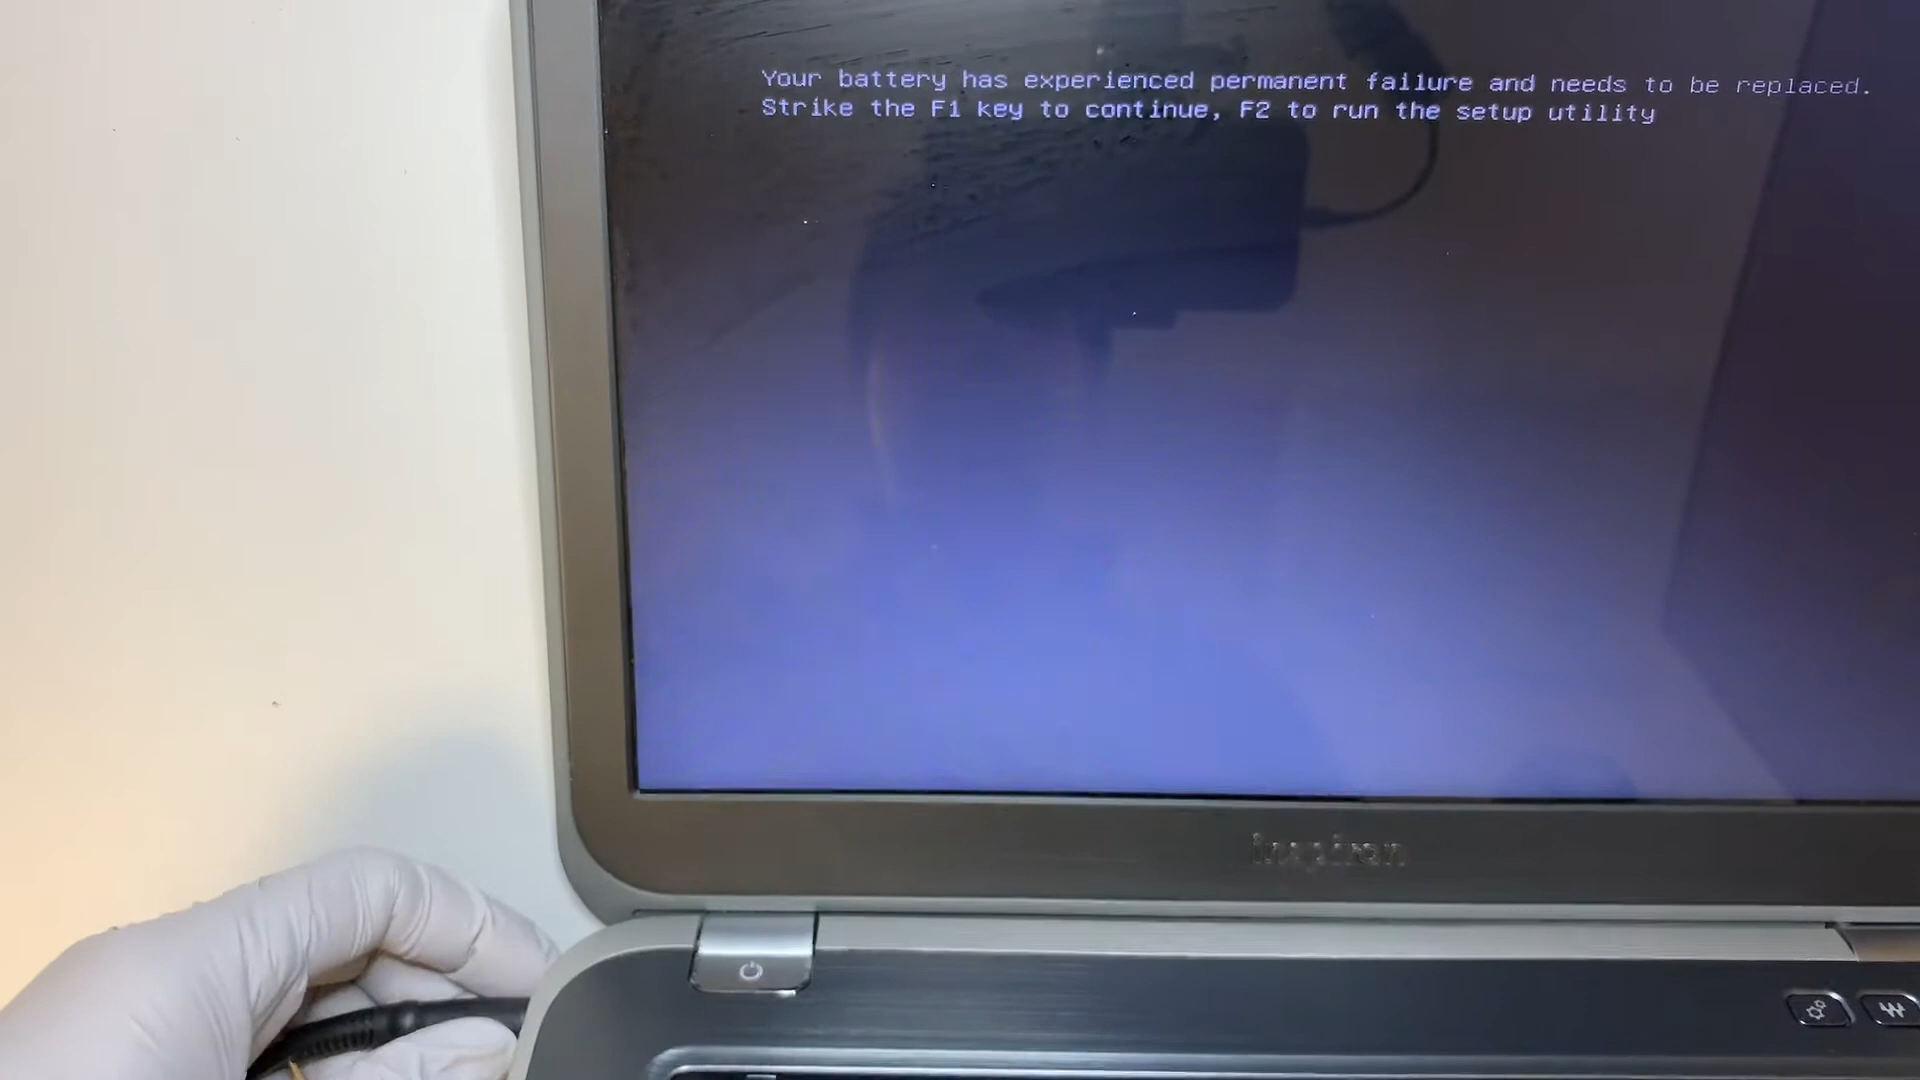 Your battery has experienced permanent failure and needs to be replaced.
Strike the F1 key to continue, F2 to run the setup utility
inspiron